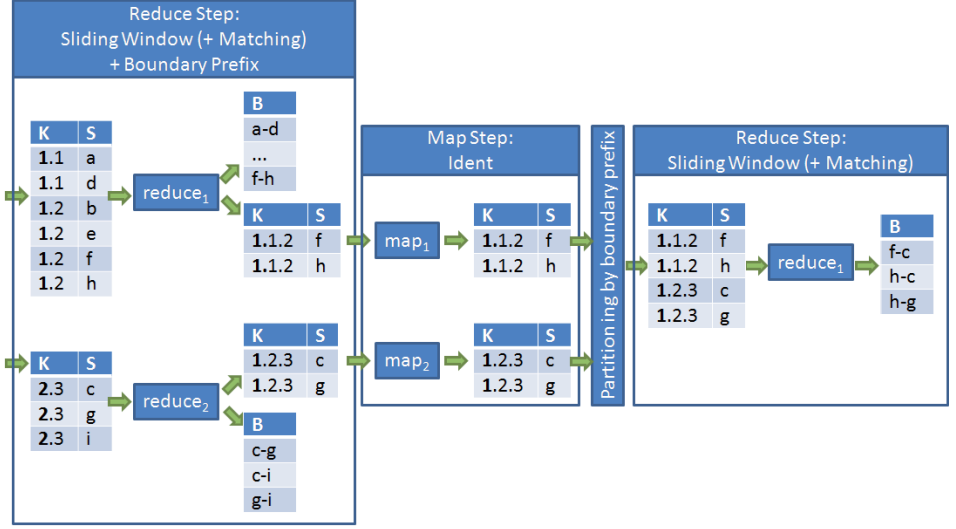 Reduce Step:
Sliding Window (+ Matching)
+ Boundary Prefix
K S
1.1 a
1.1 d
1.2 b
1.2 e
1.2 f
1.2 h
reduce1
B
a-d
...
f-h
K S
1.1.2 f
1.1.2 h
K S
2.3 c
2.3 g
2.3 i
reduce2
K S
1.2.3 c
1.2.3 g
B
c-g
c-i
g-i
Map Step:
Ident
map1
K S
1.1.2 f
1.1.2 h
map2
K S
1.2.3 c
1.2.3 g
Partitioning by boundary prefix
Reduce Step:
Sliding Window (+ Matching)
K S
1.1.2 f
1.1.2 h
1.2.3 c
1.2.3 g
reduce1
B
f-c
h-c
h-g